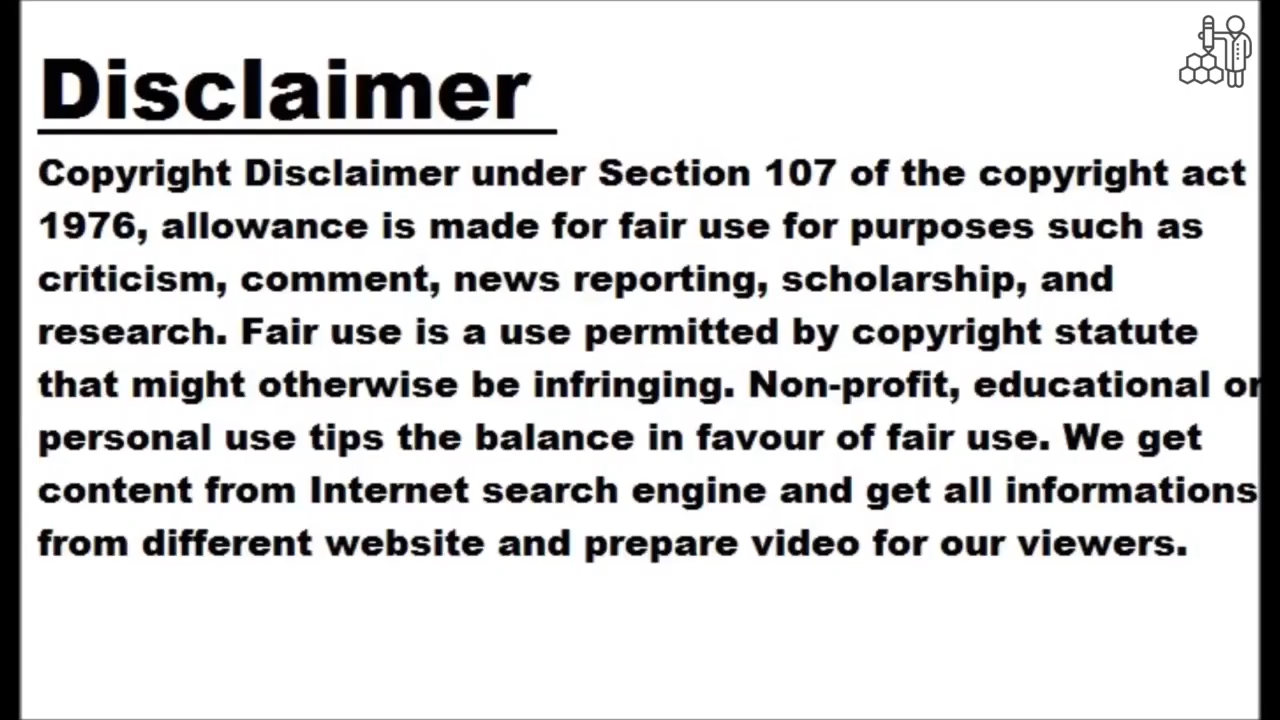 Disclaimer
Copyright Disclaimer under Section 107 of the copyright act
1976, allowance is made for fair use for purposes such as
criticism, comment, news reporting, scholarship, and
research. Fair use is a use permitted by copyright statute
that might otherwise be infringing. Non-profit, educational or
personal use tips the balance in favour of fair use. We get
content from Internet search engine and get all informations
from different website and prepare video for our viewers.